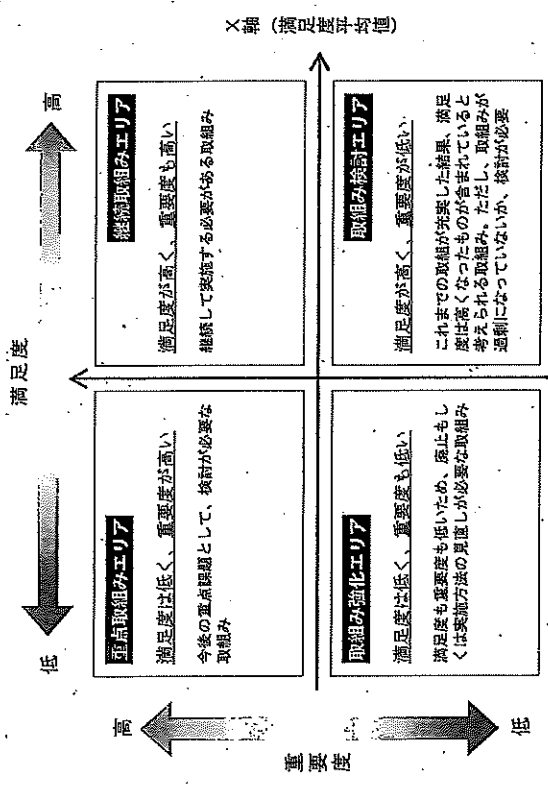 満足度
低
高
高
重要度
低
X軸（満足度平均値）
重点取組みエリア
満足度は低く、重要度が高い
今後の重点課題として、検討が必要な
取組み
継続取組みエリア
満足度が高く、重要度も高い
継続して実施する必要がある取組み
取組み強化エリア
満足度は低く、重要度も低い
満足度も重要度も低いため、廃止もし
くは実施方法の見直しが必要な取組み
取組み検討エリア
満足度が高く、重要度が低い
これまでの取組が充実した結果、満足
度は高くなったものが含まれていると
考えられる取組み。ただし、取組みが
過剰になっていないか、検討が必要